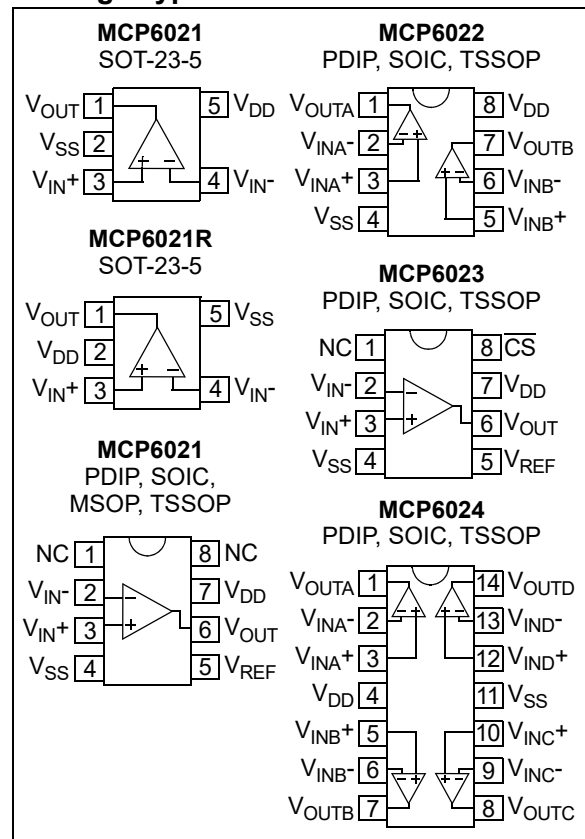 MCP6021
SOT-23-5
VOUT 1 5 VDD
VSS 2
VIN+ 3 4 VIN-
+ -
MCP6021R
SOT-23-5
VOUT 1 5 VSS
VDD 2
VIN+ 3 4 VIN-
+ -
MCP6021
PDIP, SOIC,
MSOP, TSSOP
NC 1 8 NC
VIN- 2 - 7 VDD
VIN+ 3 + 6 VOUT
VSS 4 5 VREF
MCP6022
PDIP, SOIC, TSSOP
VOUTA 1 8 VDD
VINA- 2 - + 7 VOUTB
VINA+ 3 + - 6 VINB-
VSS 4 5 VINB+
MCP6023
PDIP, SOIC, TSSOP
NC 1 8 CS
VIN- 2 - 7 VDD
VIN+ 3 + 6 VOUT
VSS 4 5 VREF
MCP6024
PDIP, SOIC, TSSOP
VOUTA 1 14 VOUTD
VINA- 2 - + + - 13 VIND-
VINA+ 3 12 VIND+
VDD 4 11 VSS
VINB+ 5 10 VINC+
VINB- 6 - + + - 9 VINC-
VOUTB 7 8 VOUTC